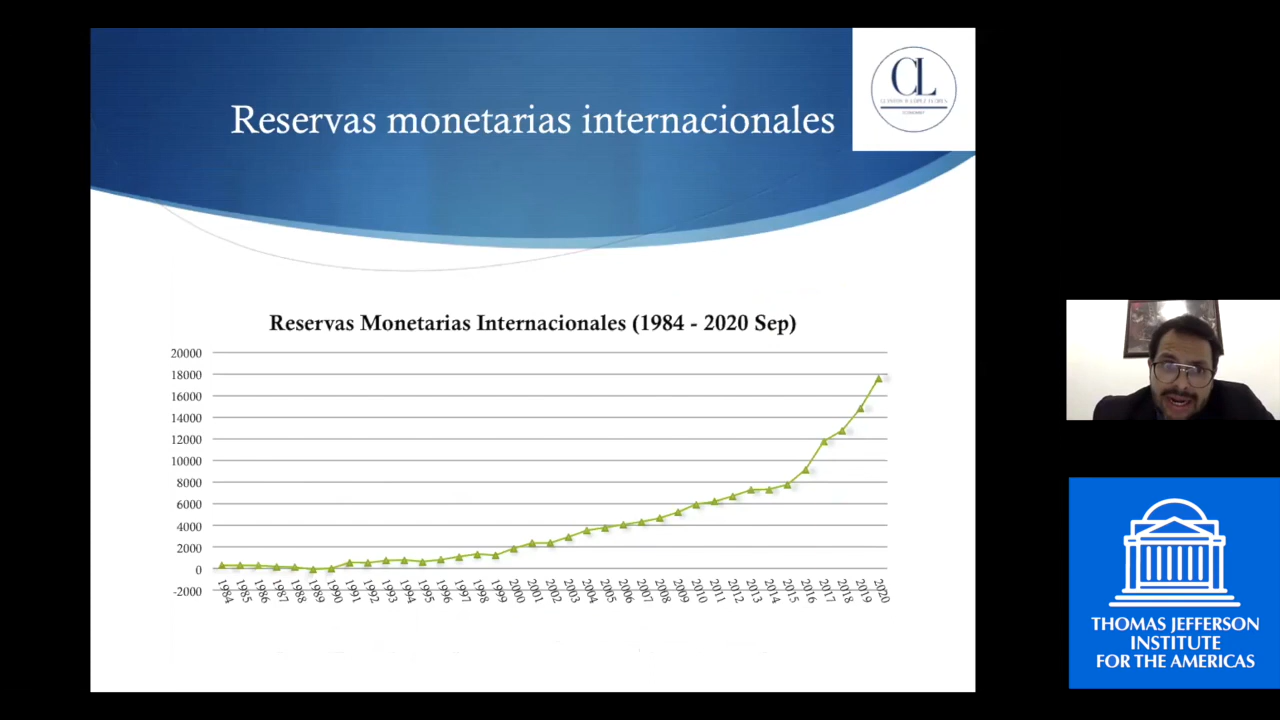 Reservas monetarias internacionales
CL
ECONOMIST
Reservas Monetarias Internacionales (1984 - 2020 Sep)
20000
18000
16000
14000
12000
10000
8000
6000
4000
2000
0
-2000
1984 1985 1986 1987 1988 1989 1990 1991 1992 1993 1994 1995 1996 1997 1998 1999 2000 2001 2002 2003 2004 2005 2006 2007 2008 2009 2010 2011 2012 2013 2014 2015 2016 2017 2018 2019 2020
THOMAS JEFFERSON
INSTITUTE
FOR THE AMERICAS